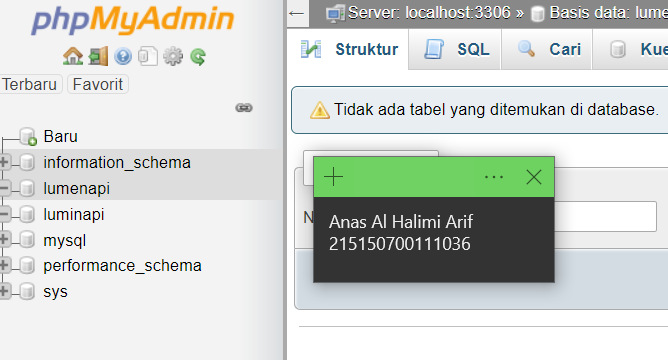 phpMyAdmin
Terbaru Favorit
Baru
information_schema
lumenapi
luminapi
mysql
performance_schema
sys
Server: localhost:3306 » Basis data: lume
Struktur SQL Cari Kue
Tidak ada tabel yang ditemukan di database.
N
Anas Al Halimi Arif
215150700111036